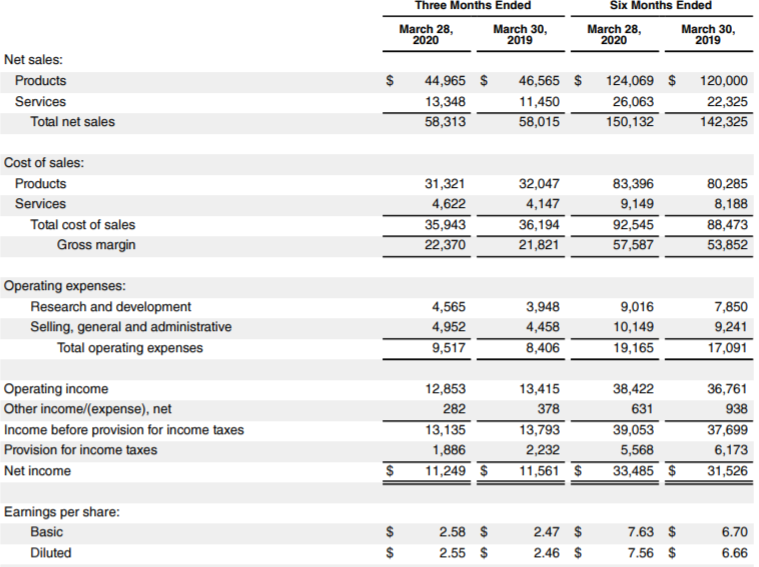 Three Months Ended Six Months Ended
March 28, 2020 March 30, 2019 March 28, 2020 March 30, 2019
Net sales:
Products $ 44,965 $ 46,565 $ 124,069 $ 120,000
Services 13,348 11,450 26,063 22,325
Total net sales 58,313 58,015 150,132 142,325
Cost of sales:
Products 31,321 32,047 83,396 80,285
Services 4,622 4,147 9,149 8,188
Total cost of sales 35,943 36,194 92,545 88,473
Gross margin 22,370 21,821 57,587 53,852
Operating expenses:
Research and development 4,565 3,948 9,016 7,850
Selling, general and administrative 4,952 4,458 10,149 9,241
Total operating expenses 9,517 8,406 19,165 17,091
Operating income 12,853 13,415 38,422 36,761
Other income/(expense), net 282 378 631 938
Income before provision for income taxes 13,135 13,793 39,053 37,699
Provision for income taxes 1,886 2,232 5,568 6,173
Net income $ 11,249 $ 11,561 $ 33,485 $ 31,526
Earnings per share:
Basic $ 2.58 $ 2.47 $ 7.63 $ 6.70
Diluted $ 2.55 $ 2.46 $ 7.56 $ 6.66